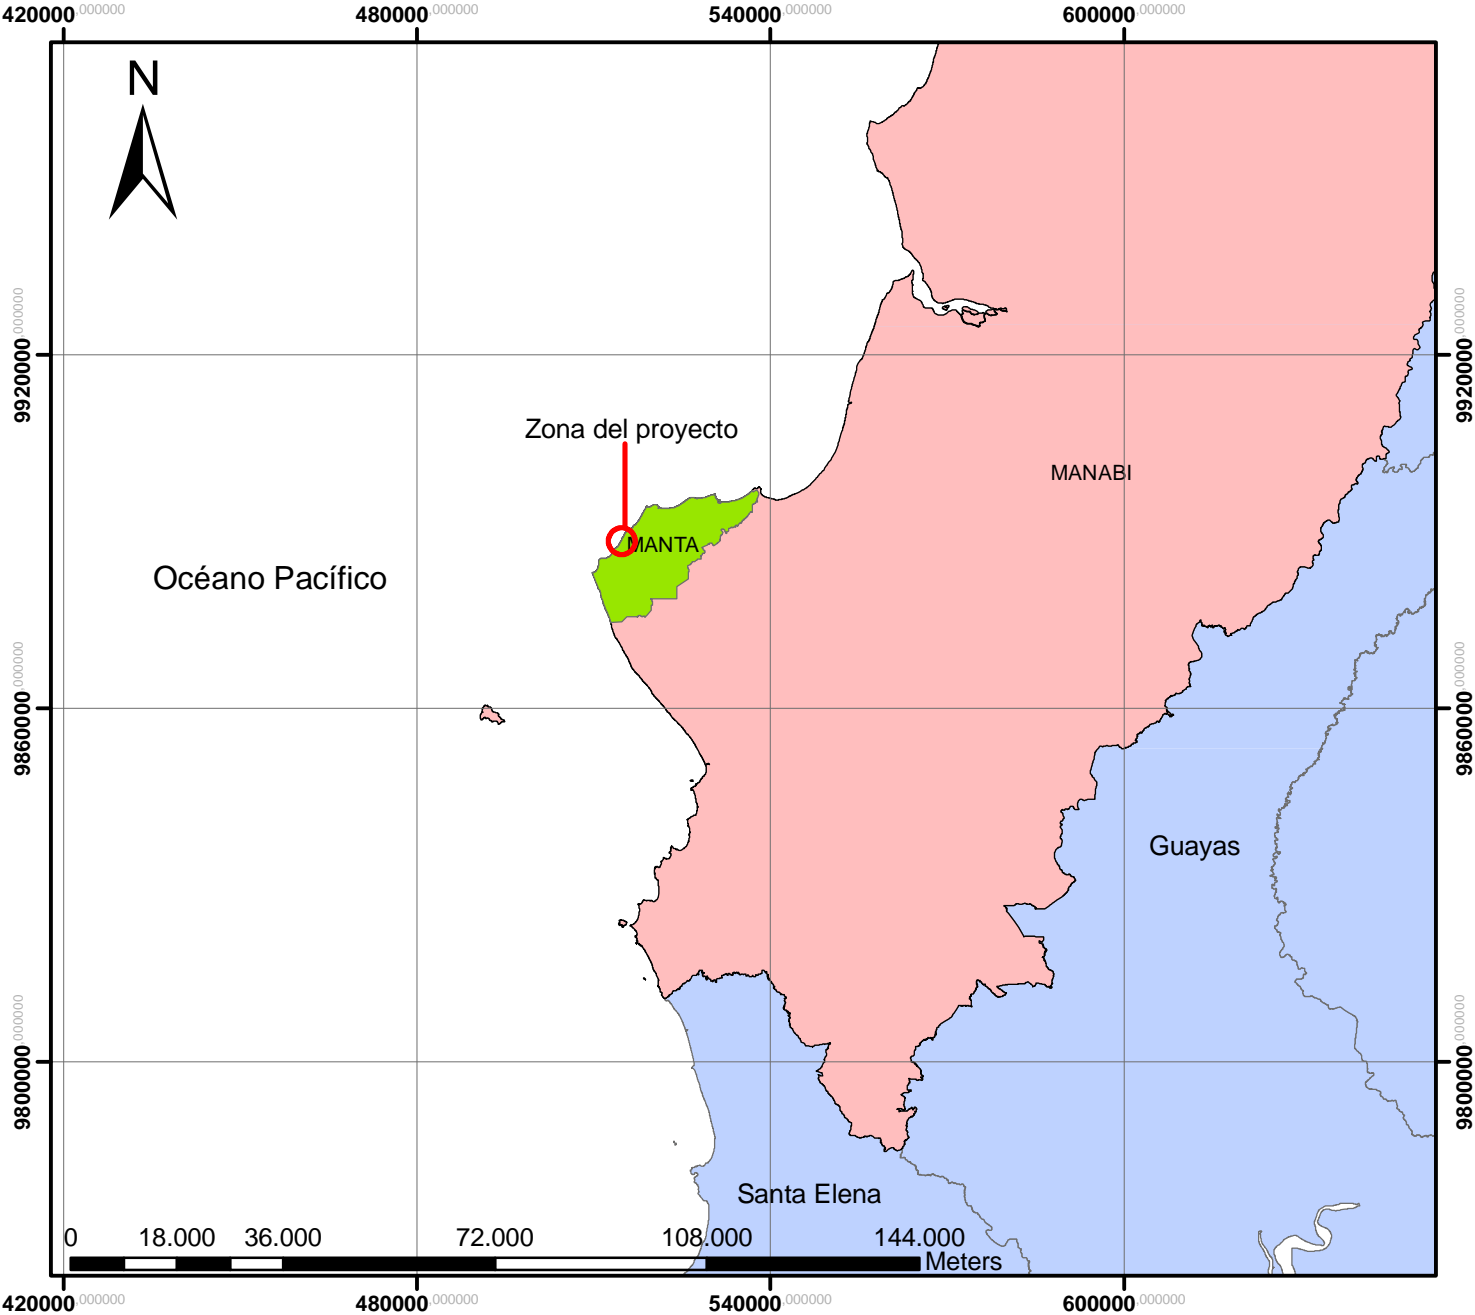 420000,000000 480000,000000 540000,000000 600000,000000
N
9920000,000000 9920000,000000
Zona del proyecto
MANABI
MANTA
Océano Pacífico
9860000,000000 9860000,000000
Guayas
9800000,000000 9800000,000000
Santa Elena
0 18.000 36.000 72.000 108.000 144.000
Meters
420000,000000 480000,000000 540000,000000 600000,000000